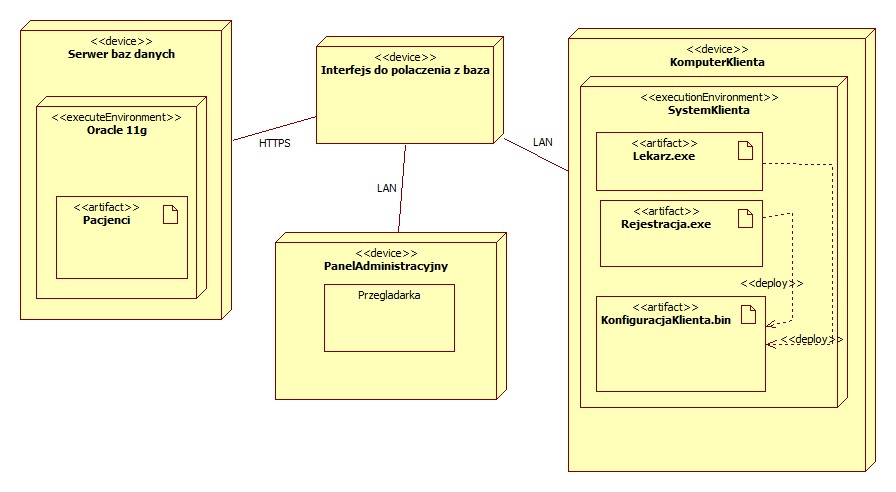 <<device>>
Serwer baz danych
<<executeEnvironment>>
Oracle 11g
<<artifact>>
Pacjenci
HTTPS
<<device>>
Interfejs do polaczenia z baza
LAN
LAN
<<device>>
PanelAdministracyjny
Przegladarka
<<device>>
KomputerKlienta
<<executionEnvironment>>
SystemKlienta
<<artifact>>
Lekarz.exe
<<artifact>>
Rejestracja.exe
<<deploy>>
<<artifact>>
KonfiguracjaKlienta.bin
<<deploy>>